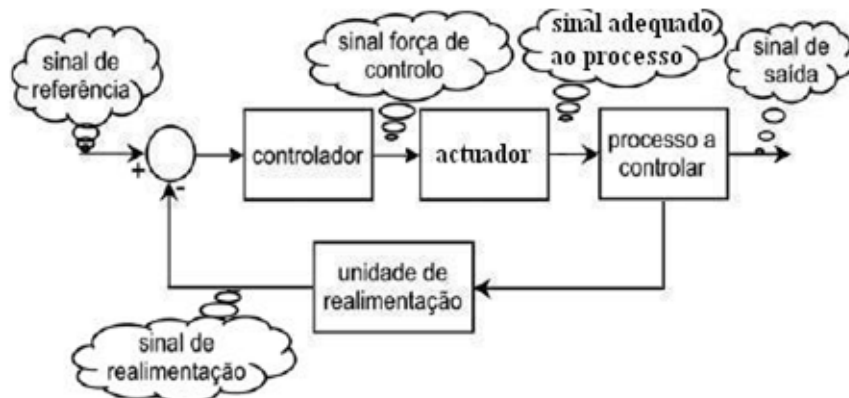 sinal de
referência
sinal força de
controlo
sinal adequado
ao processo
sinal de
saída
+
-
controlador
actuador
processo a
controlar
unidade de
realimentação
sinal de
realimentação